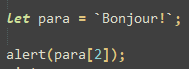 let para = `Bonjour!`;
alert(para[2]);